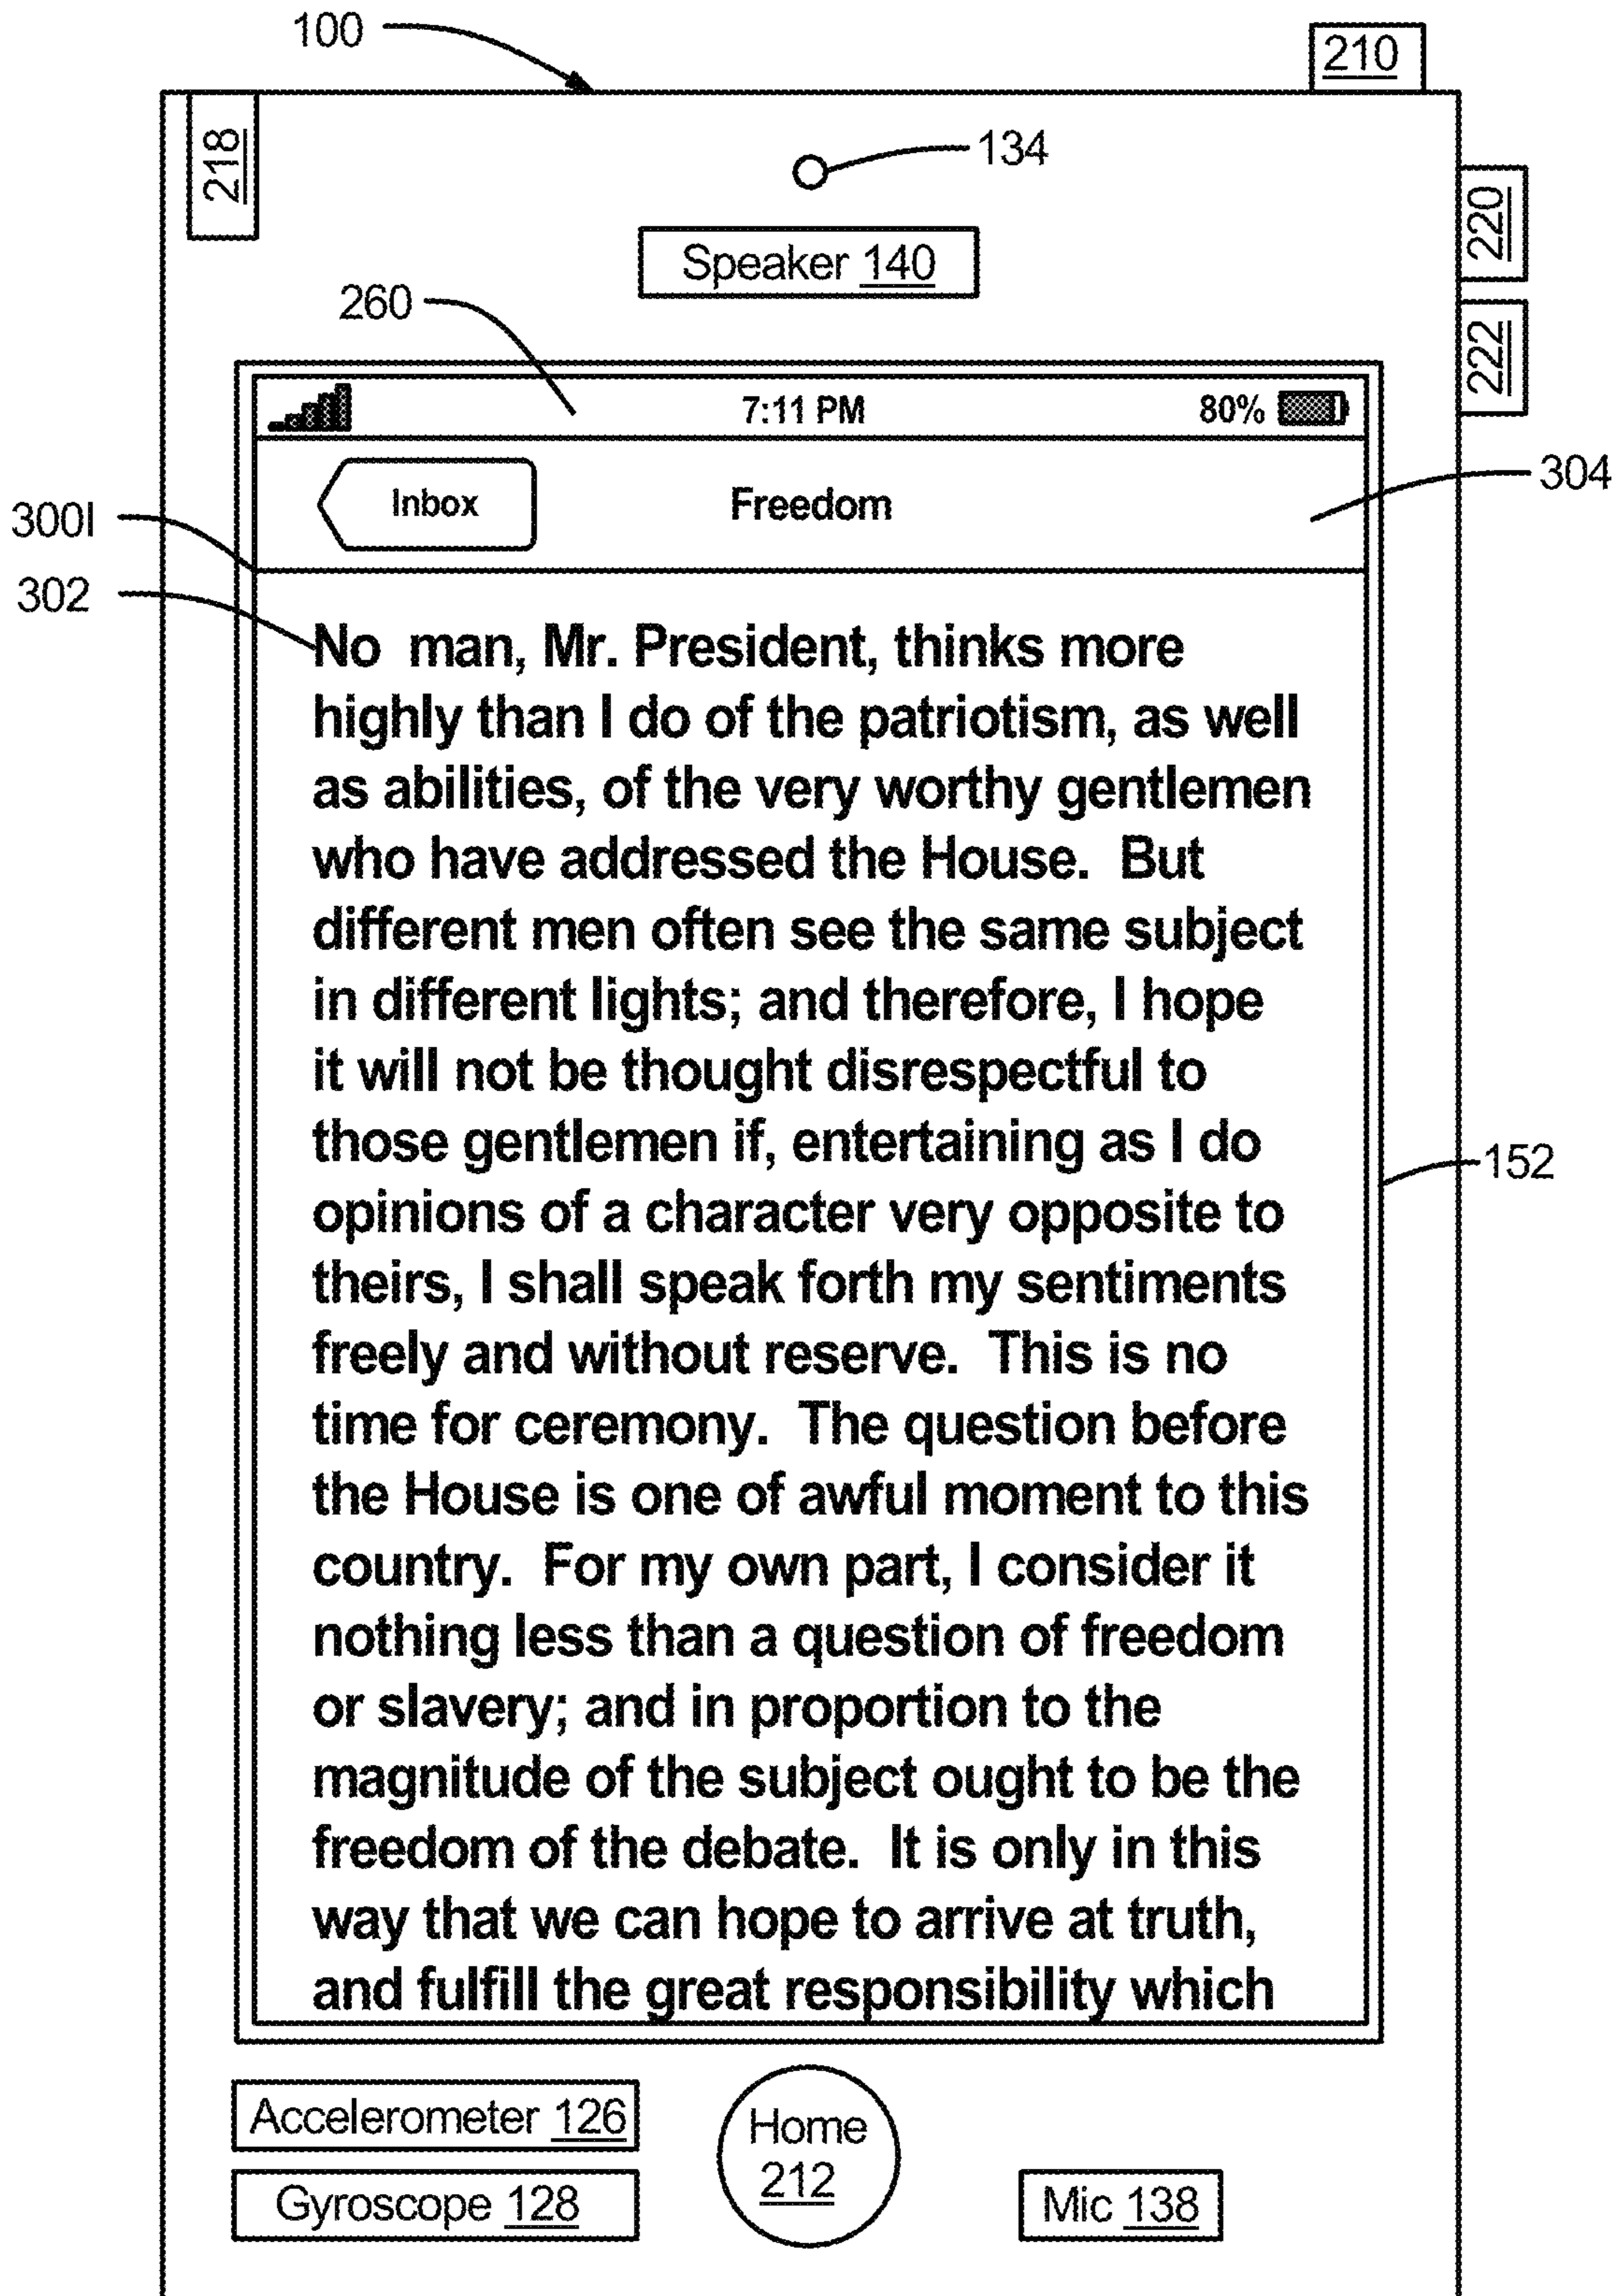 100
210
218
134
220
Speaker 140
260
222
7:11 PM
80%
304
Inbox
Freedom
300I
302
No  man, Mr. President, thinks more
highly than I do of the patriotism, as well
as abilities, of the very worthy gentlemen
who have addressed the House.  But
different men often see the same subject
in different lights; and therefore, I hope
it will not be thought disrespectful to
those gentlemen if, entertaining as I do
152
opinions of a character very opposite to
theirs, I shall speak forth my sentiments
freely and without reserve.  This is no
time for ceremony.  The question before
the House is one of awful moment to this
country.  For my own part, I consider it
nothing less than a question of freedom
or slavery; and in proportion to the
magnitude of the subject ought to be the
freedom of the debate.  It is only in this
way that we can hope to arrive at truth,
and fulfill the great responsibility which
Accelerometer 126
Home
212
Gyroscope 128
Mic 138